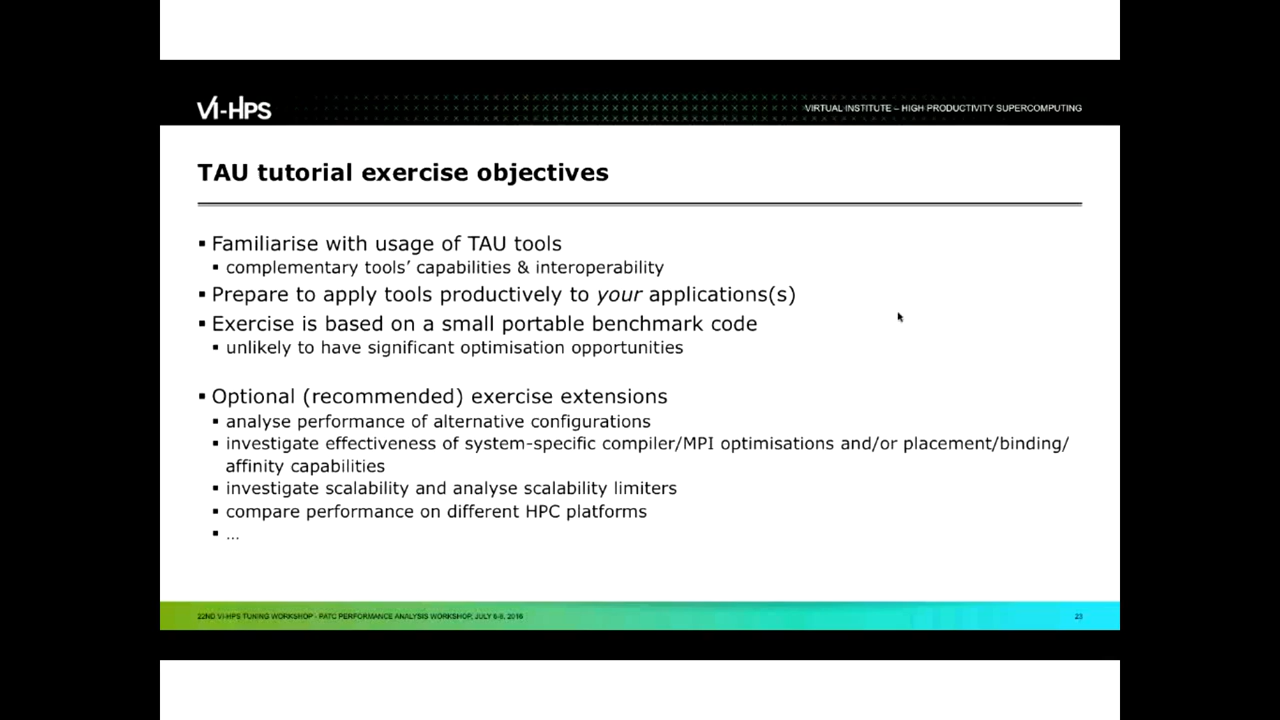 VI-HPS
VIRTUAL INSTITUTE – HIGH PRODUCTIVITY SUPERCOMPUTING
TAU tutorial exercise objectives
▪ Familiarise with usage of TAU tools
▪ complementary tools’ capabilities & interoperability
▪ Prepare to apply tools productively to your applications(s)
▪ Exercise is based on a small portable benchmark code
▪ unlikely to have significant optimisation opportunities
▪ Optional (recommended) exercise extensions
▪ analyse performance of alternative configurations
▪ investigate effectiveness of system-specific compiler/MPI optimisations and/or placement/binding/
affinity capabilities
▪ investigate scalability and analyse scalability limiters
▪ compare performance on different HPC platforms
▪ …
22ND VI-HPS TUNING WORKSHOP - PATC PERFORMANCE ANALYSIS WORKSHOP, JULY 6-8, 2016
23